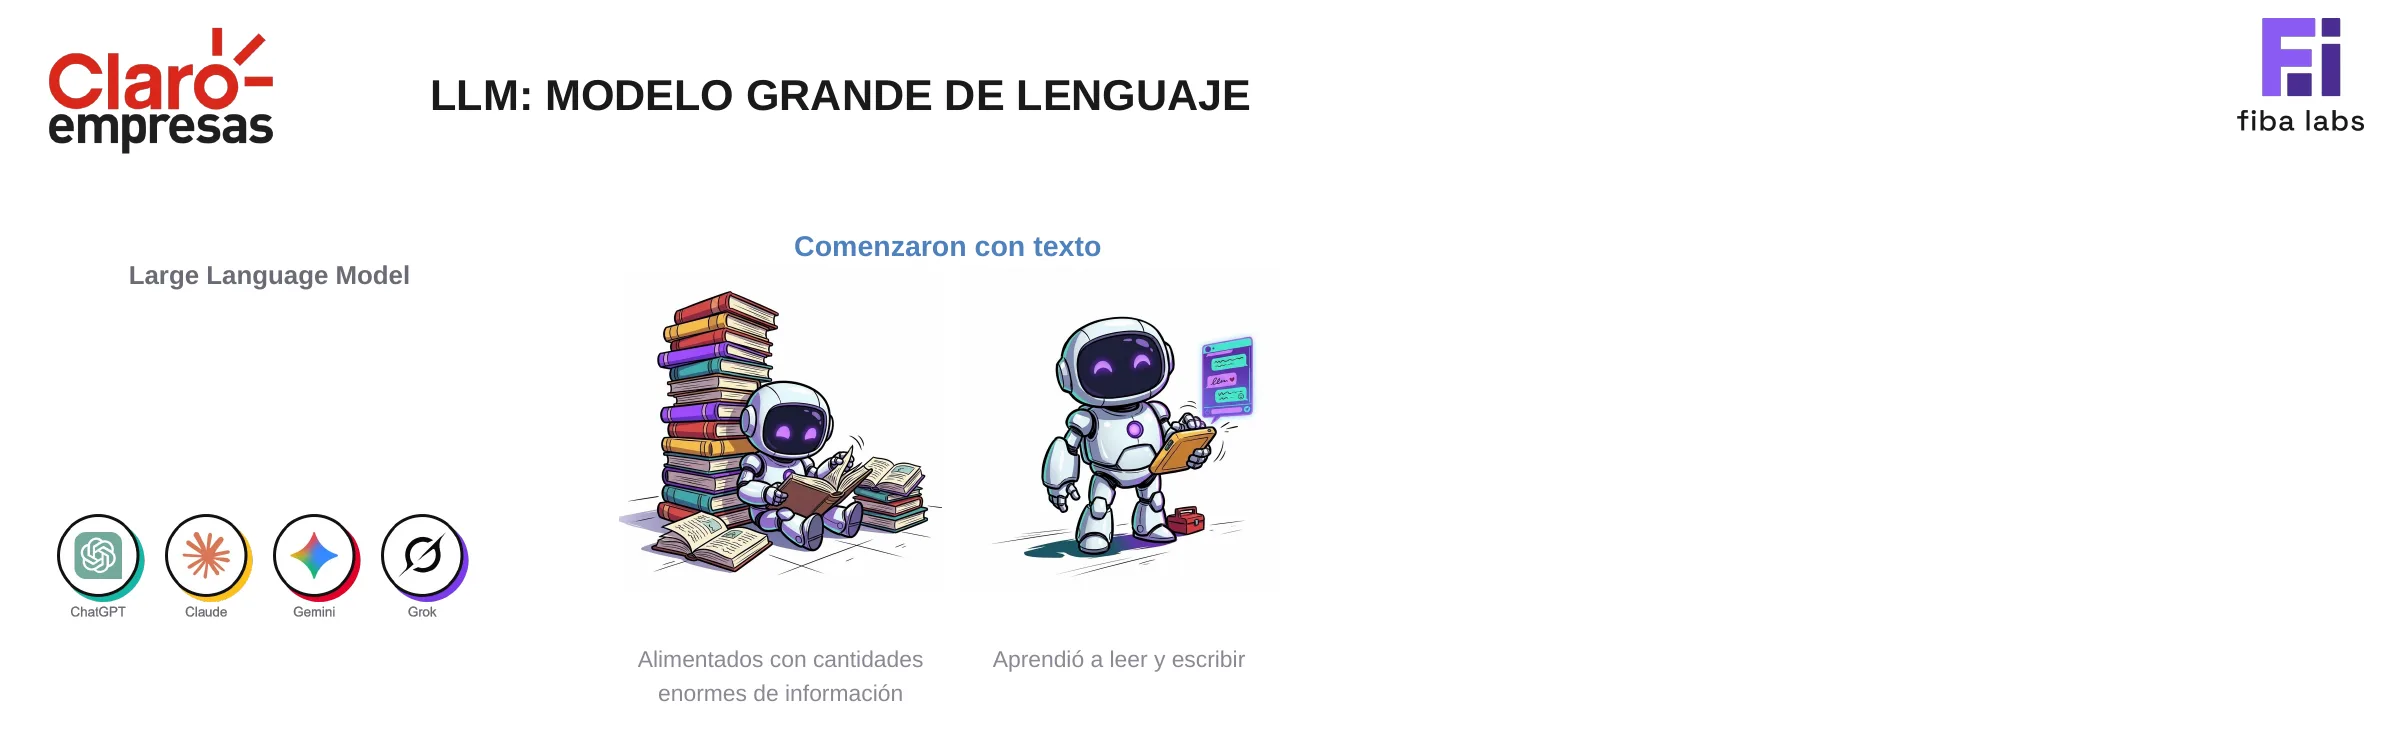 Claro
empresas
LLM: MODELO GRANDE DE LENGUAJE
fiba labs
Large Language Model
Comenzaron con texto
ChatGPT
Claude
Gemini
Grok
Alimentados con cantidades
enormes de información
Aprendió a leer y escribir